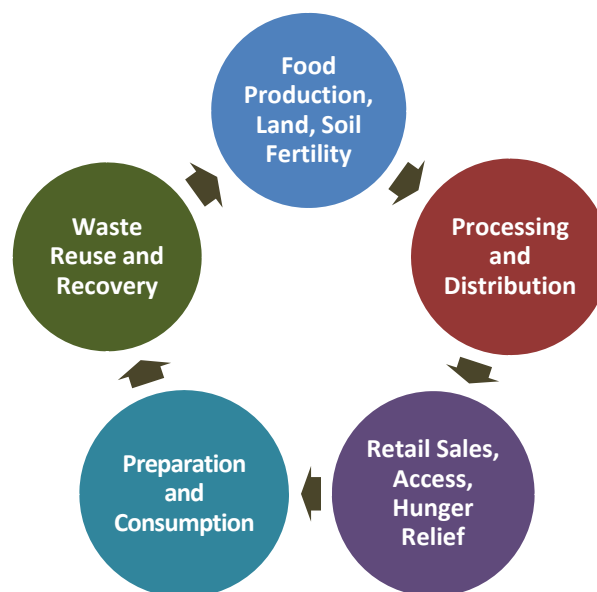 Food
Production,
Land, Soil
Fertility
Processing
and
Distribution
Retail Sales,
Access,
Hunger
Relief
Preparation
and
Consumption
Waste
Reuse and
Recovery